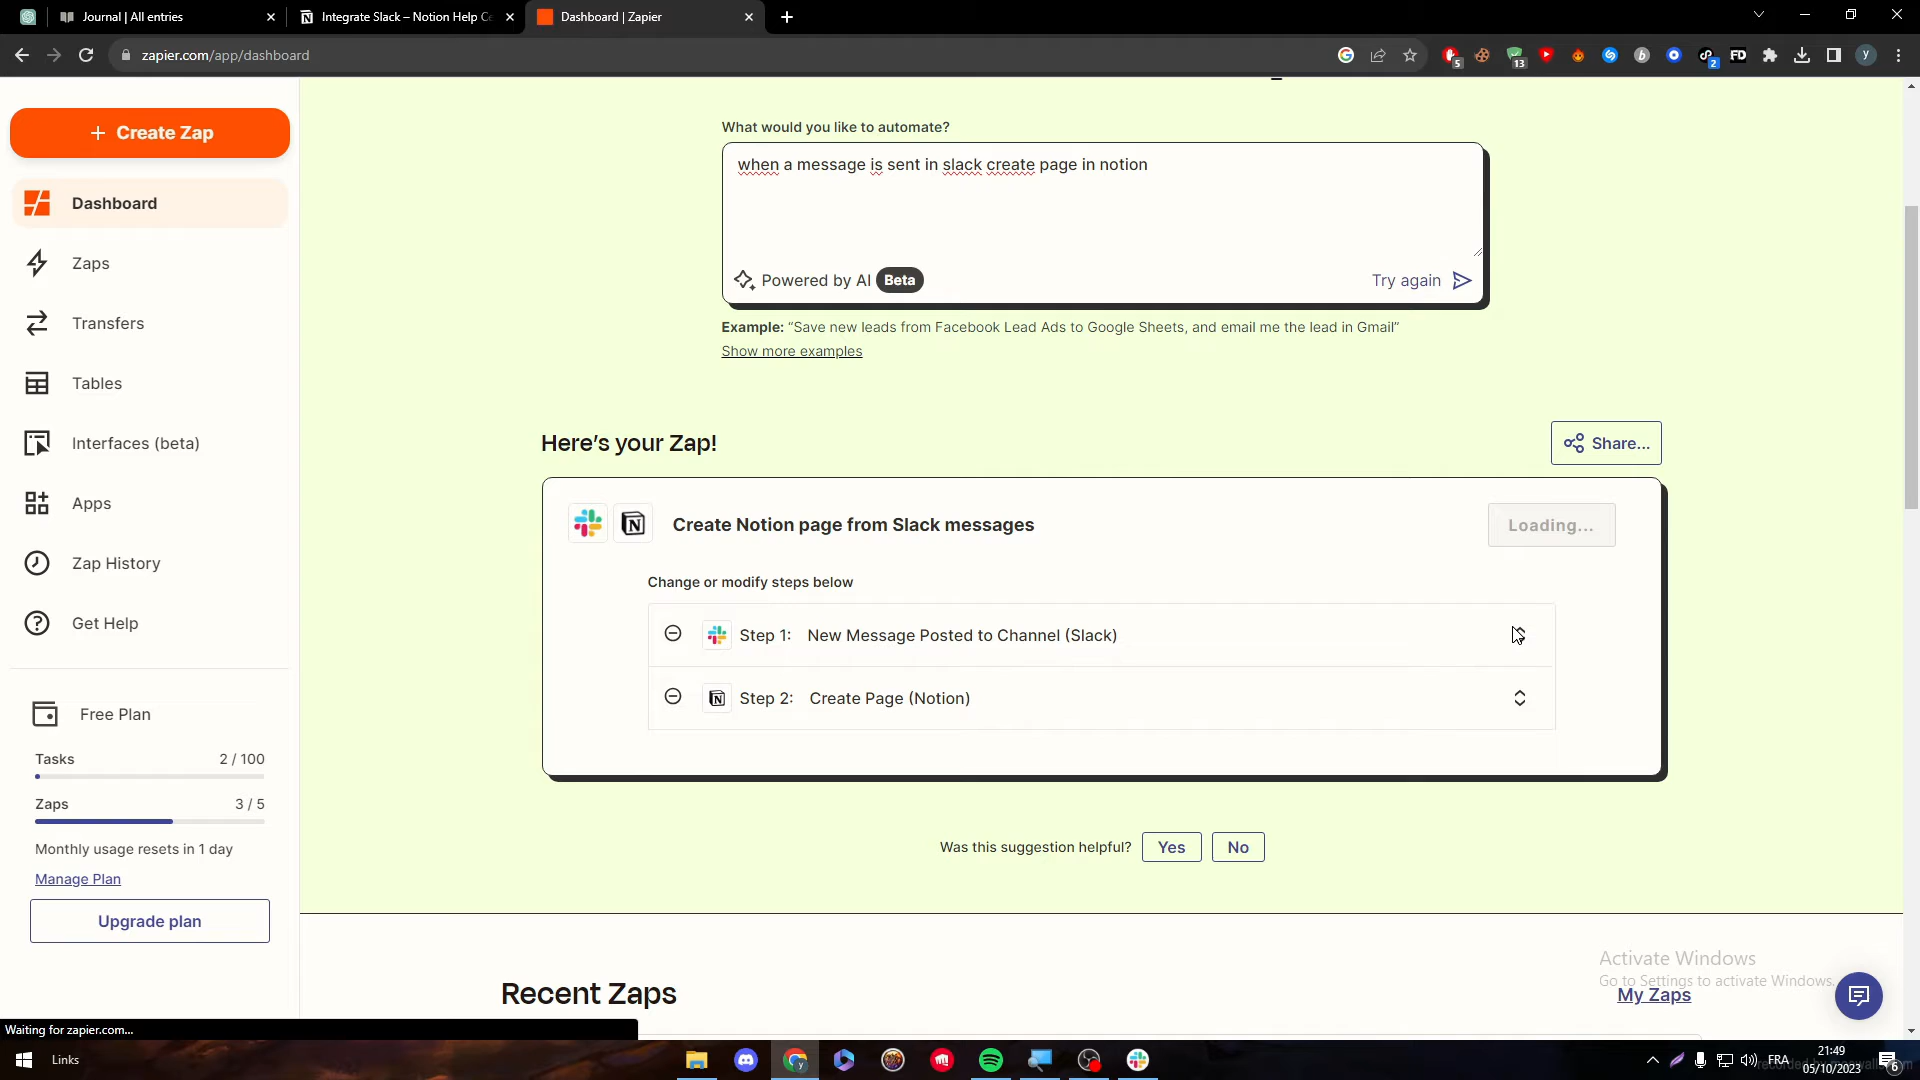 Journal | All entries
Integrate Slack – Notion Help Ce
Dashboard | Zapier
zapier.com/app/dashboard
5
13
b
2
FD
y
Create Zap
Dashboard
Zaps
Transfers
Tables
Interfaces (beta)
Apps
Zap History
Get Help
Free Plan
Tasks 2 / 100
Zaps 3 / 5
Monthly usage resets in 1 day
Manage Plan
Upgrade plan
What would you like to automate?
when a message is sent in slack create page in notion
Powered by AI Beta
Try again
Example: “Save new leads from Facebook Lead Ads to Google Sheets, and email me the lead in Gmail”
Show more examples
Here’s your Zap!
Share...
Create Notion page from Slack messages
Loading...
Change or modify steps below
Step 1: New Message Posted to Channel (Slack)
Step 2: Create Page (Notion)
Was this suggestion helpful? Yes No
Recent Zaps
Activate Windows
Go to Settings to activate Windows.
My Zaps
Waiting for zapier.com...
Links
FRA
21:49
05/10/2023
6